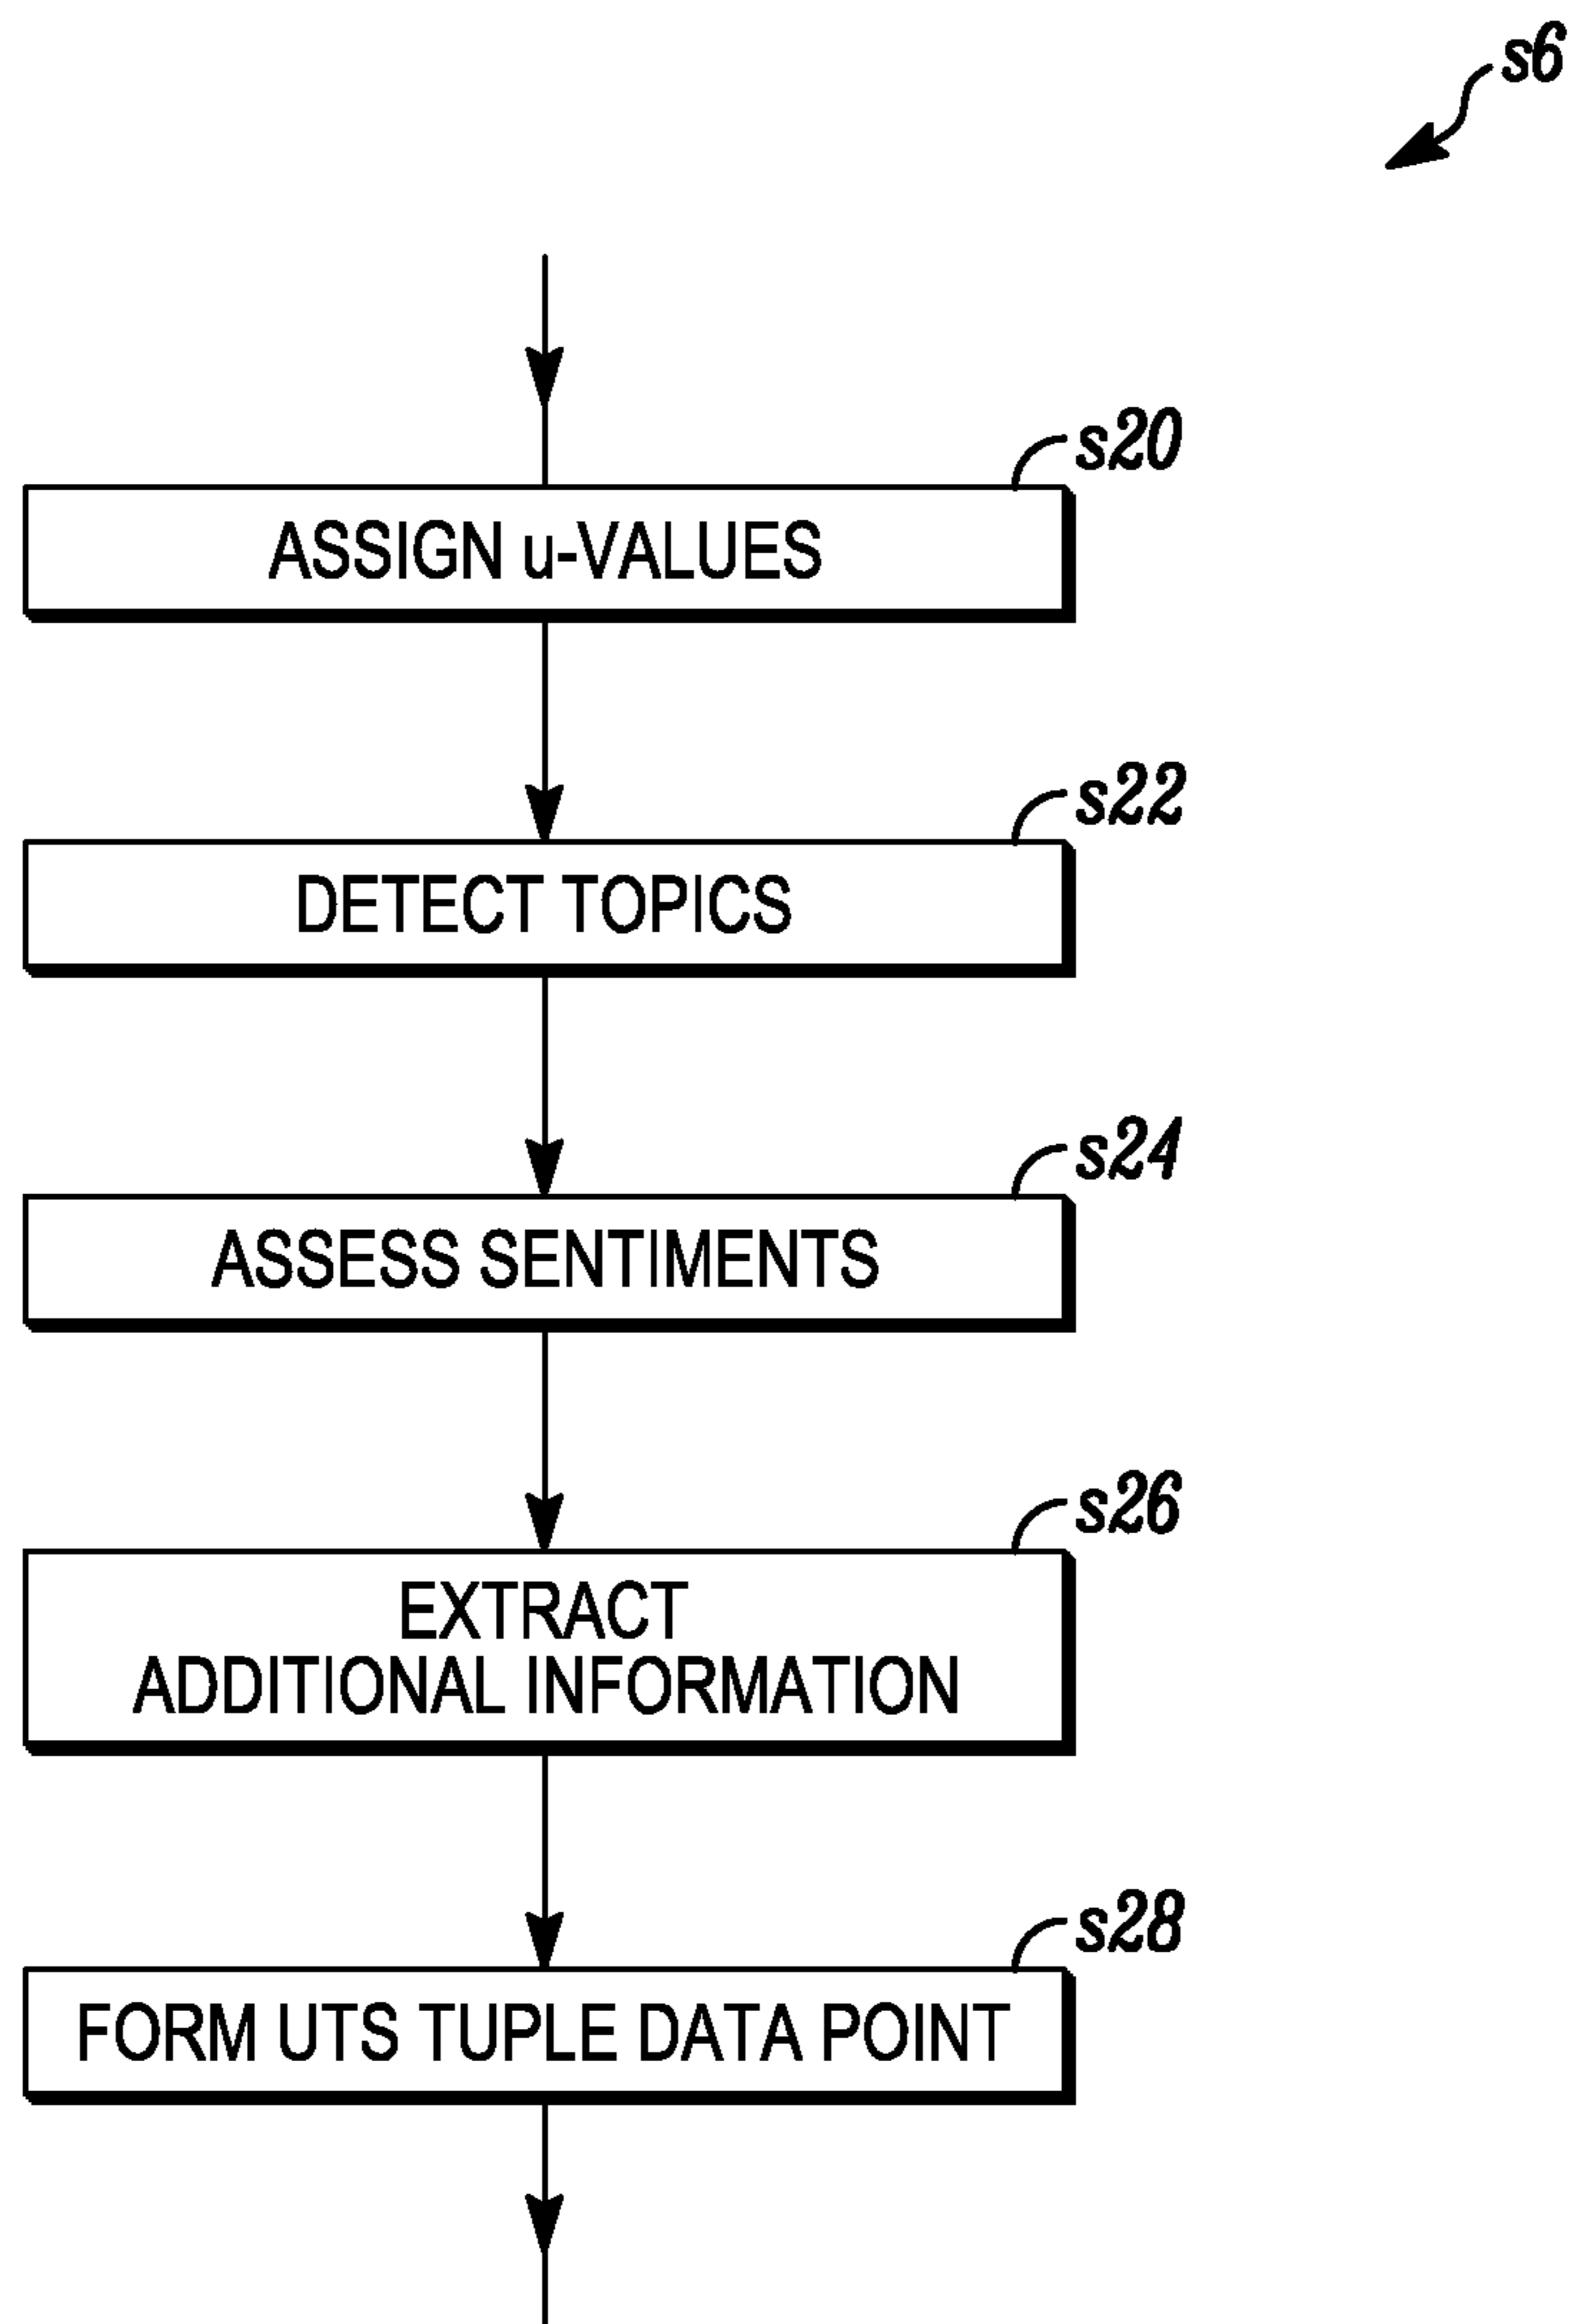 s6
s20
ASSIGN u-VALUES
s22
DETECT TOPICS
s24
ASSESS SENTIMENTS
s26
EXTRACT
ADDITIONAL INFORMATION
s28
FORM UTS TUPLE DATA POINT